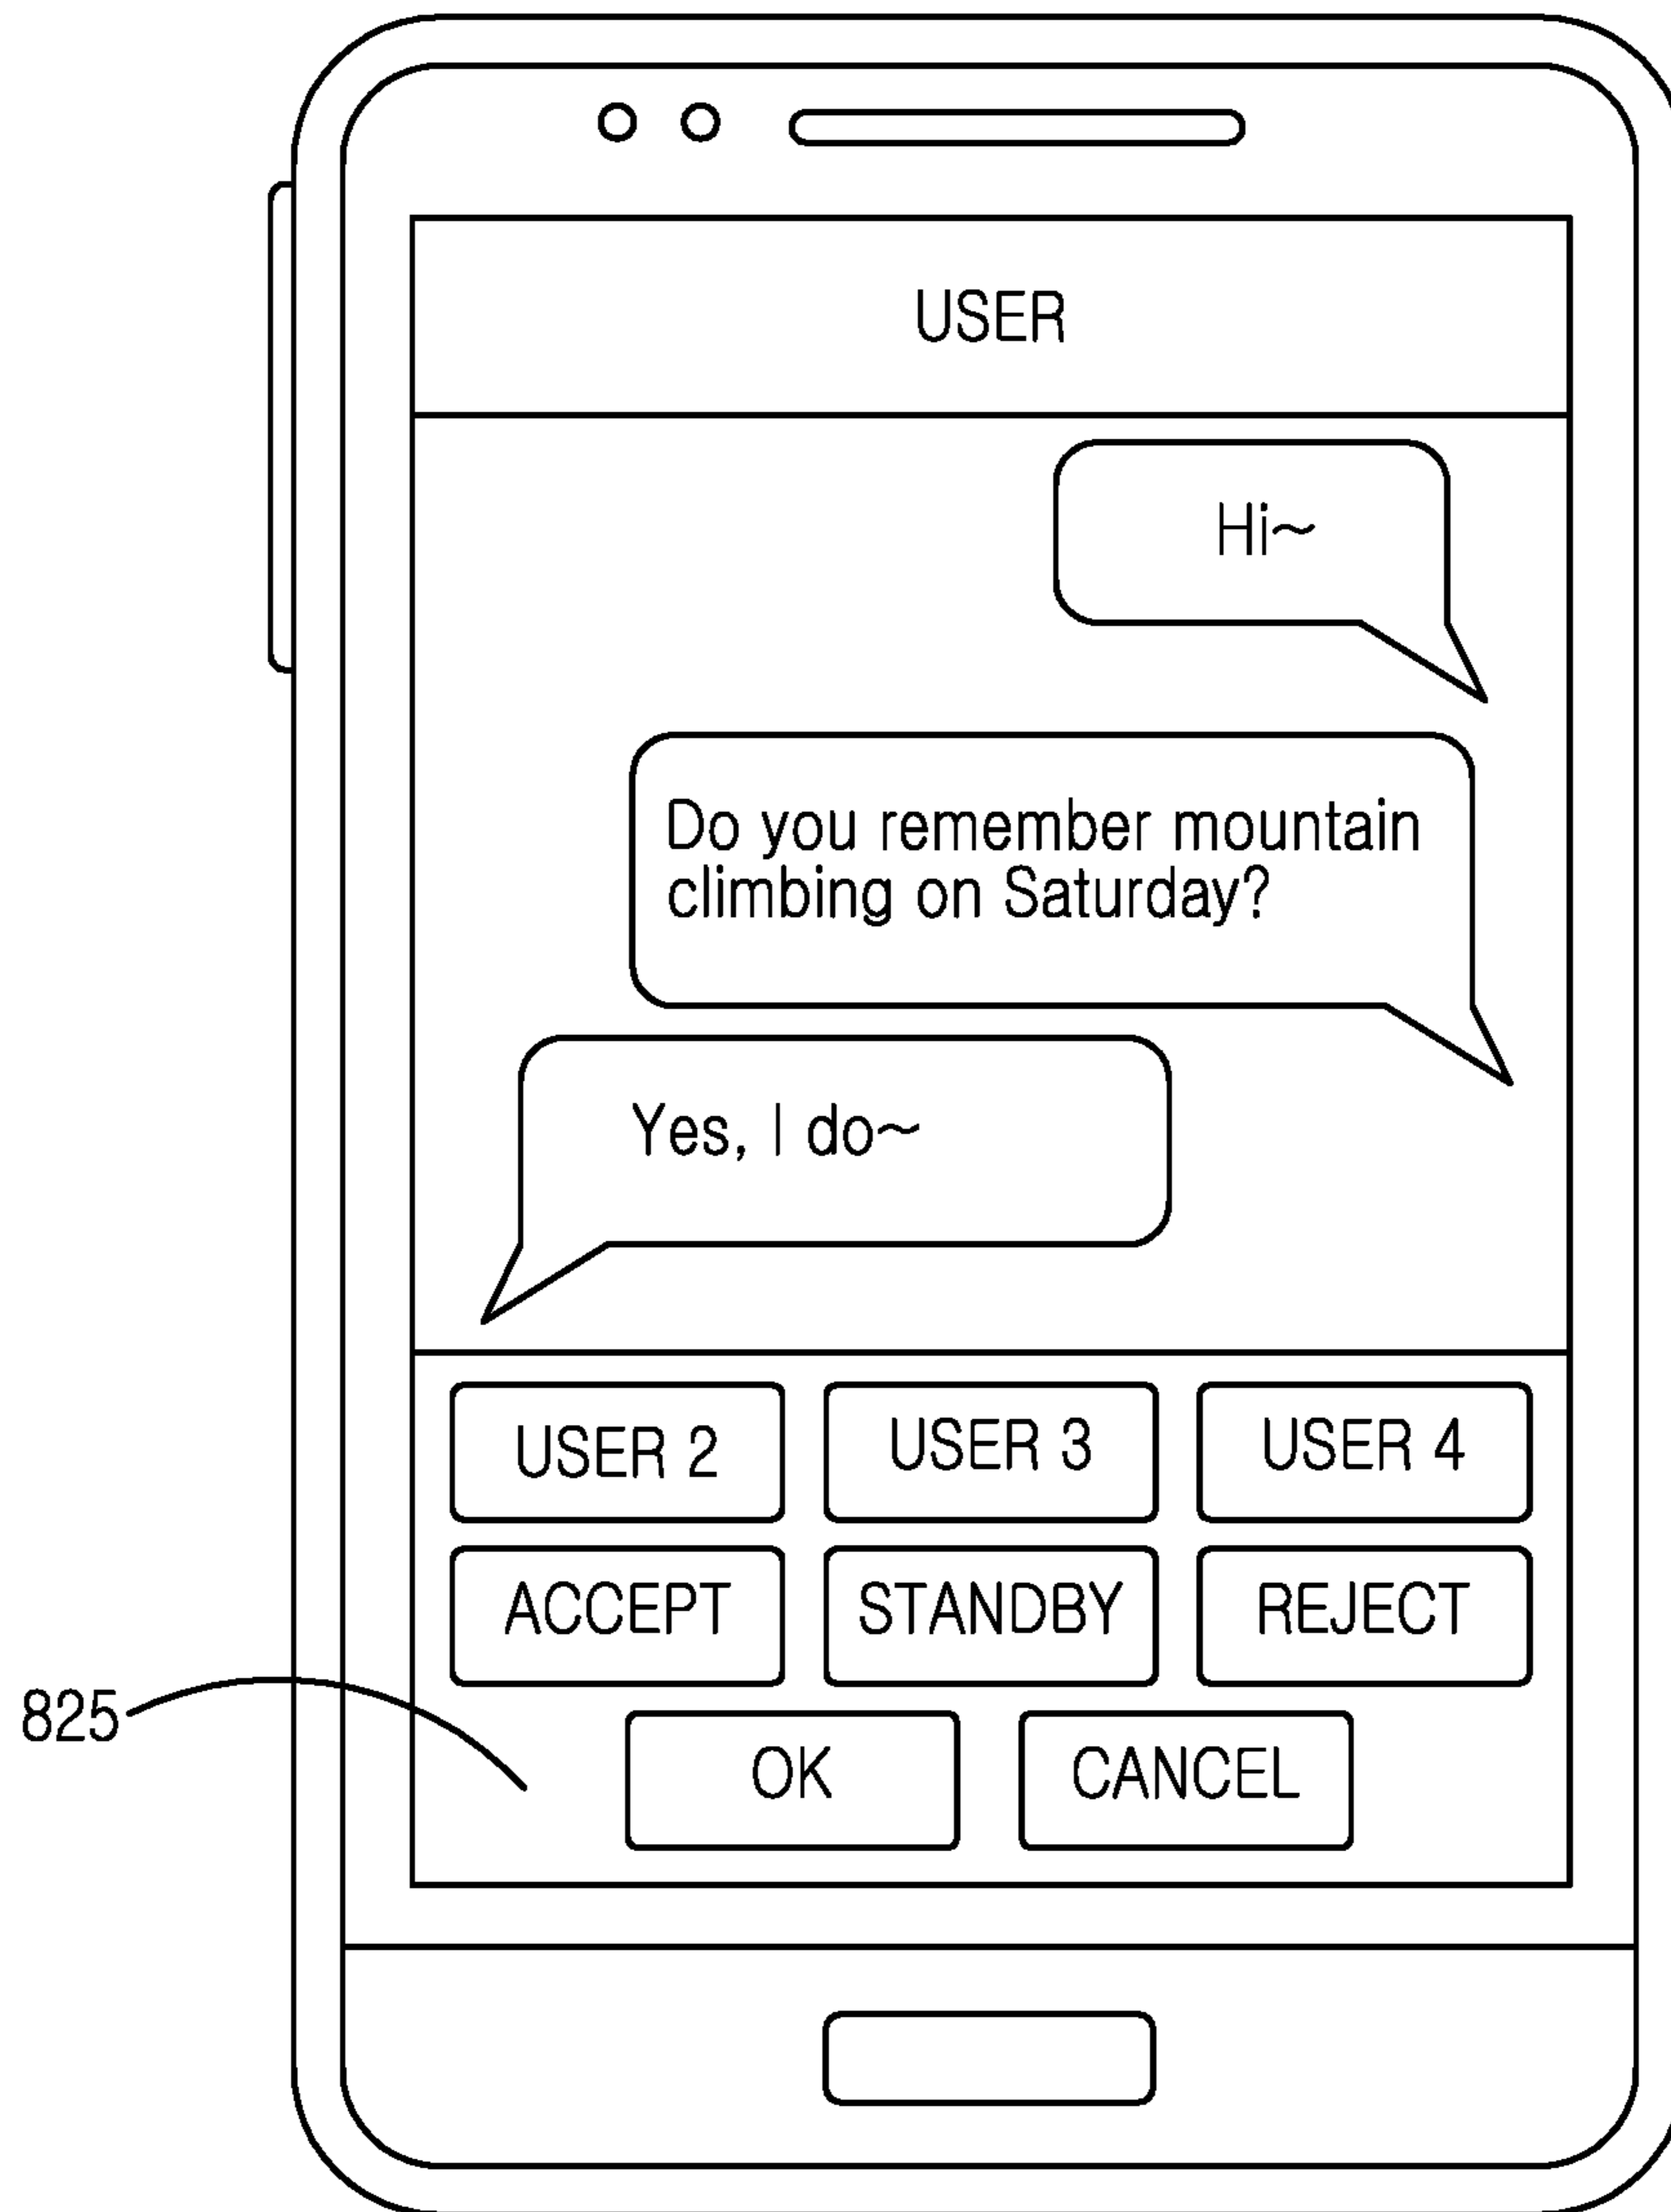 USER
Hi~
Do you remember mountain
climbing on Saturday?
Yes, I do~
USER 2 USER 3 USER 4
ACCEPT STANDBY REJECT
825
OK CANCEL